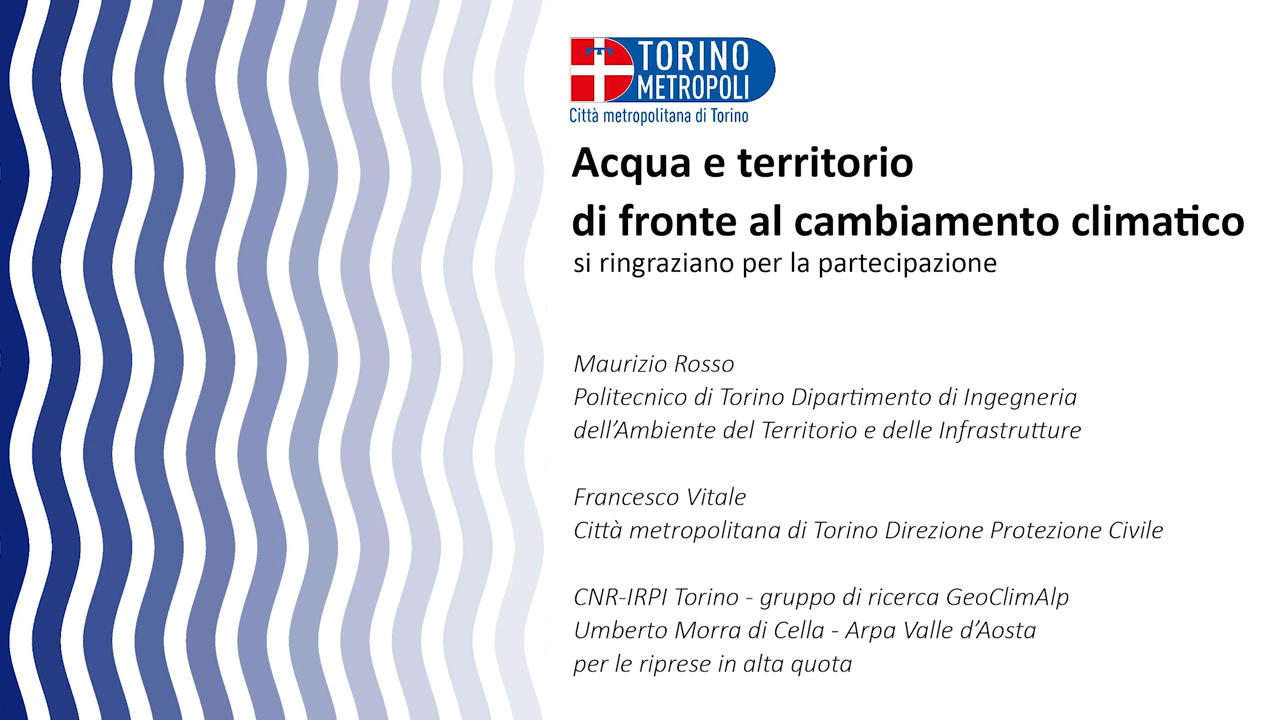 TORINO
METROPOLI
Città metropolitana di Torino
Acqua e territorio
di fronte al cambiamento climatico
si ringraziano per la partecipazione
Maurizio Rosso
Politecnico di Torino Dipartimento di Ingegneria
dell'Ambiente del Territorio e delle Infrastrutture
Francesco Vitale
Città metropolitana di Torino Direzione Protezione Civile
CNR-IRPI Torino - gruppo di ricerca GeoClimAlp
Umberto Morra di Cella - Arpa Valle d'Aosta
per le riprese in alta quota